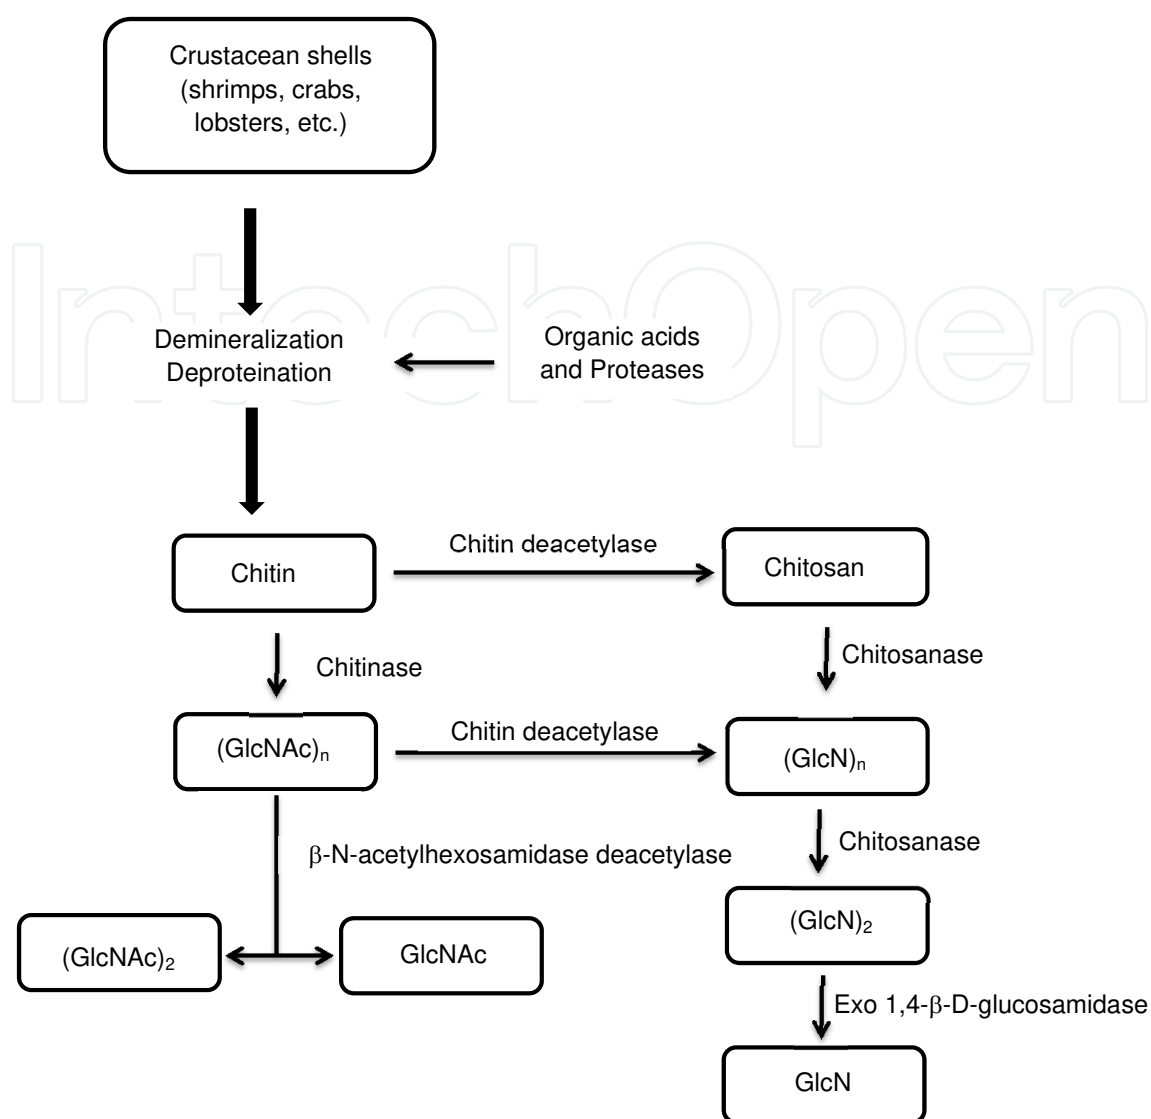 Crustacean shells
(shrimps, crabs,
lobsters, etc.)
IntechOpen
Demineralization
Deproteination
Organic acids
and Proteases
Chitin
Chitin deacetylase
Chitosan
Chitinase
Chitosanase
(GlcNAc)n
Chitin deacetylase
(GlcN)n
β-N-acetylhexosamidase deacetylase
Chitosanase
(GlcNAc)2
GlcNAc
(GlcN)2
Exo 1,4-β-D-glucosamidase
GlcN